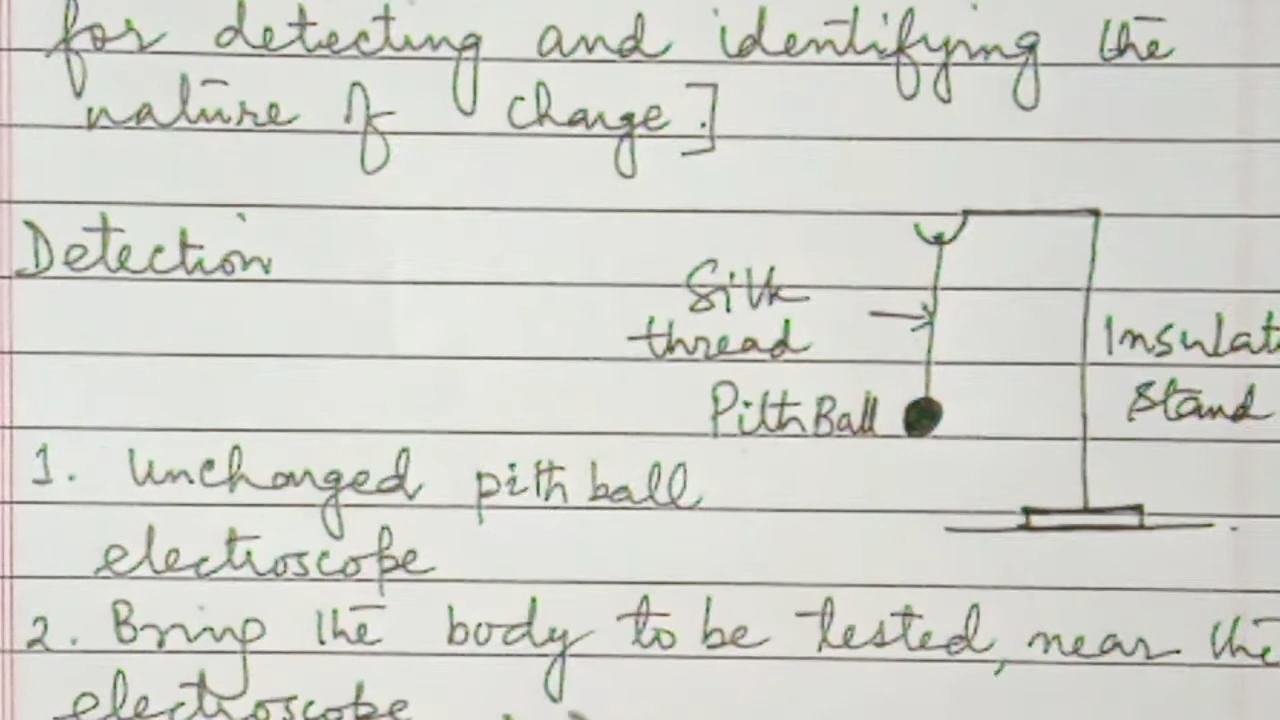 for detecting and identifying the
nature of charge.]
Detection
Silk
thread
Insulat
Stand
Pith Ball
1. Uncharged pith ball
electroscope
2. Bring the body to be tested, near the
electroscope